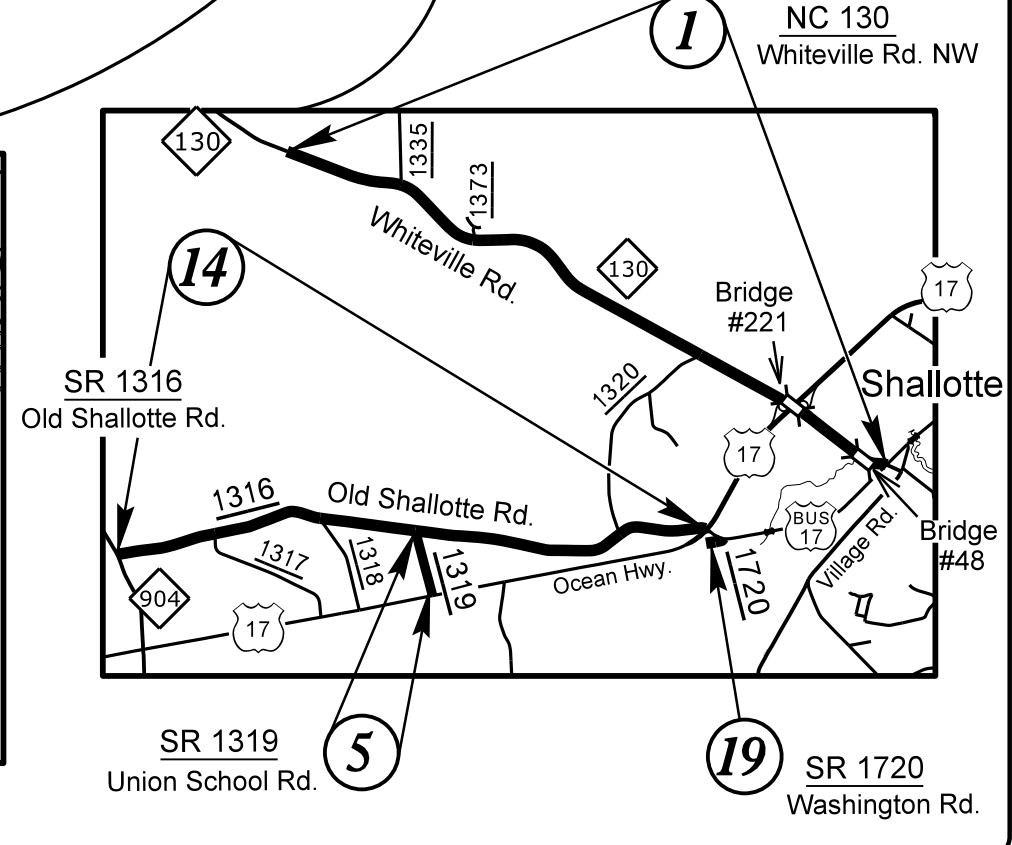 1
NC 130
Whiteville Rd. NW
130
1335
1373
Whiteville Rd.
14
130
17
Bridge
#221
SR 1316
Old Shallotte Rd.
1320
Shallotte
17
1316
Old Shallotte Rd.
BUS
17
Bridge
#48
Village Rd.
1317
1318
1319
Ocean Hwy.
1720
904
17
SR 1319
Union School Rd.
5
19
SR 1720
Washington Rd.